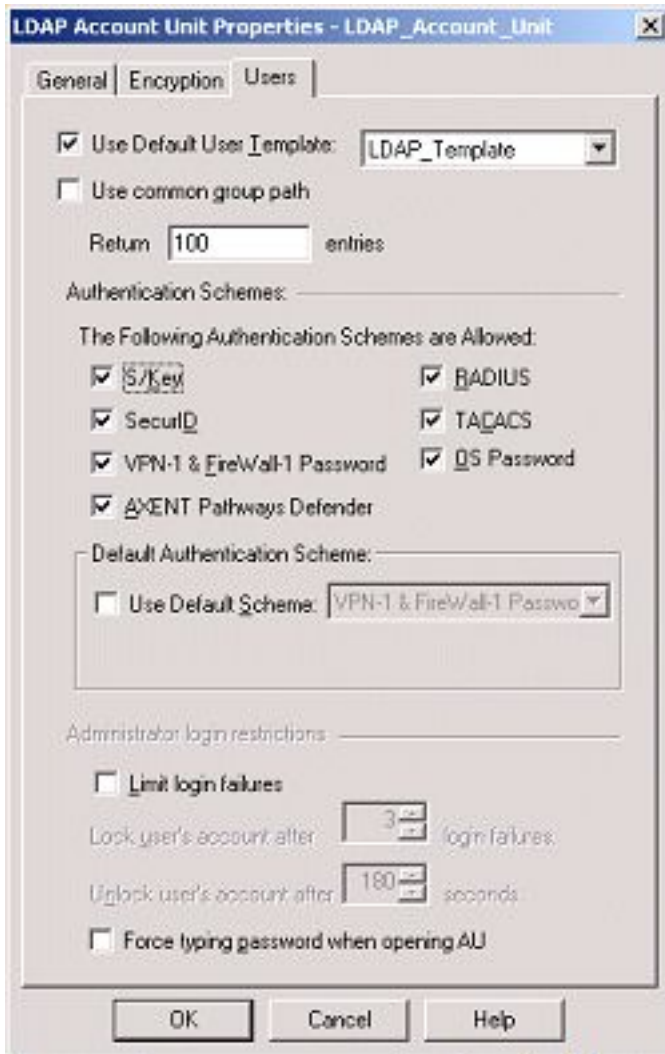 LDAP Account Unit Properties - LDAP_Account_Unit
General Encryption Users
Use Default User Template: LDAP_Template
Use common group path
Return 100 entries
Authentication Schemes:
The Following Authentication Schemes are Allowed:
S/Key RADIUS
SecurID TACACS
VPN-1 & FireWall-1 Password OS Password
AXENT Pathways Defender
Default Authentication Scheme:
Use Default Scheme: VPN-1 & FireWall-1 Passwo
Administrator login restrictions
Limit login failures
Lock user's account after 3 login failures
Unlock user's account after 180 seconds
Force typing password when opening AU
OK Cancel Help